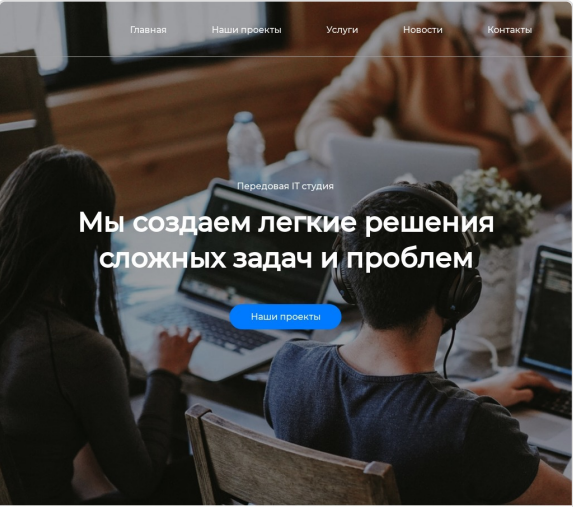 Главная Наши проекты Услуги Новости Контакты
Передовая IT студия
Мы создаем легкие решения
сложных задач и проблем
Наши проекты